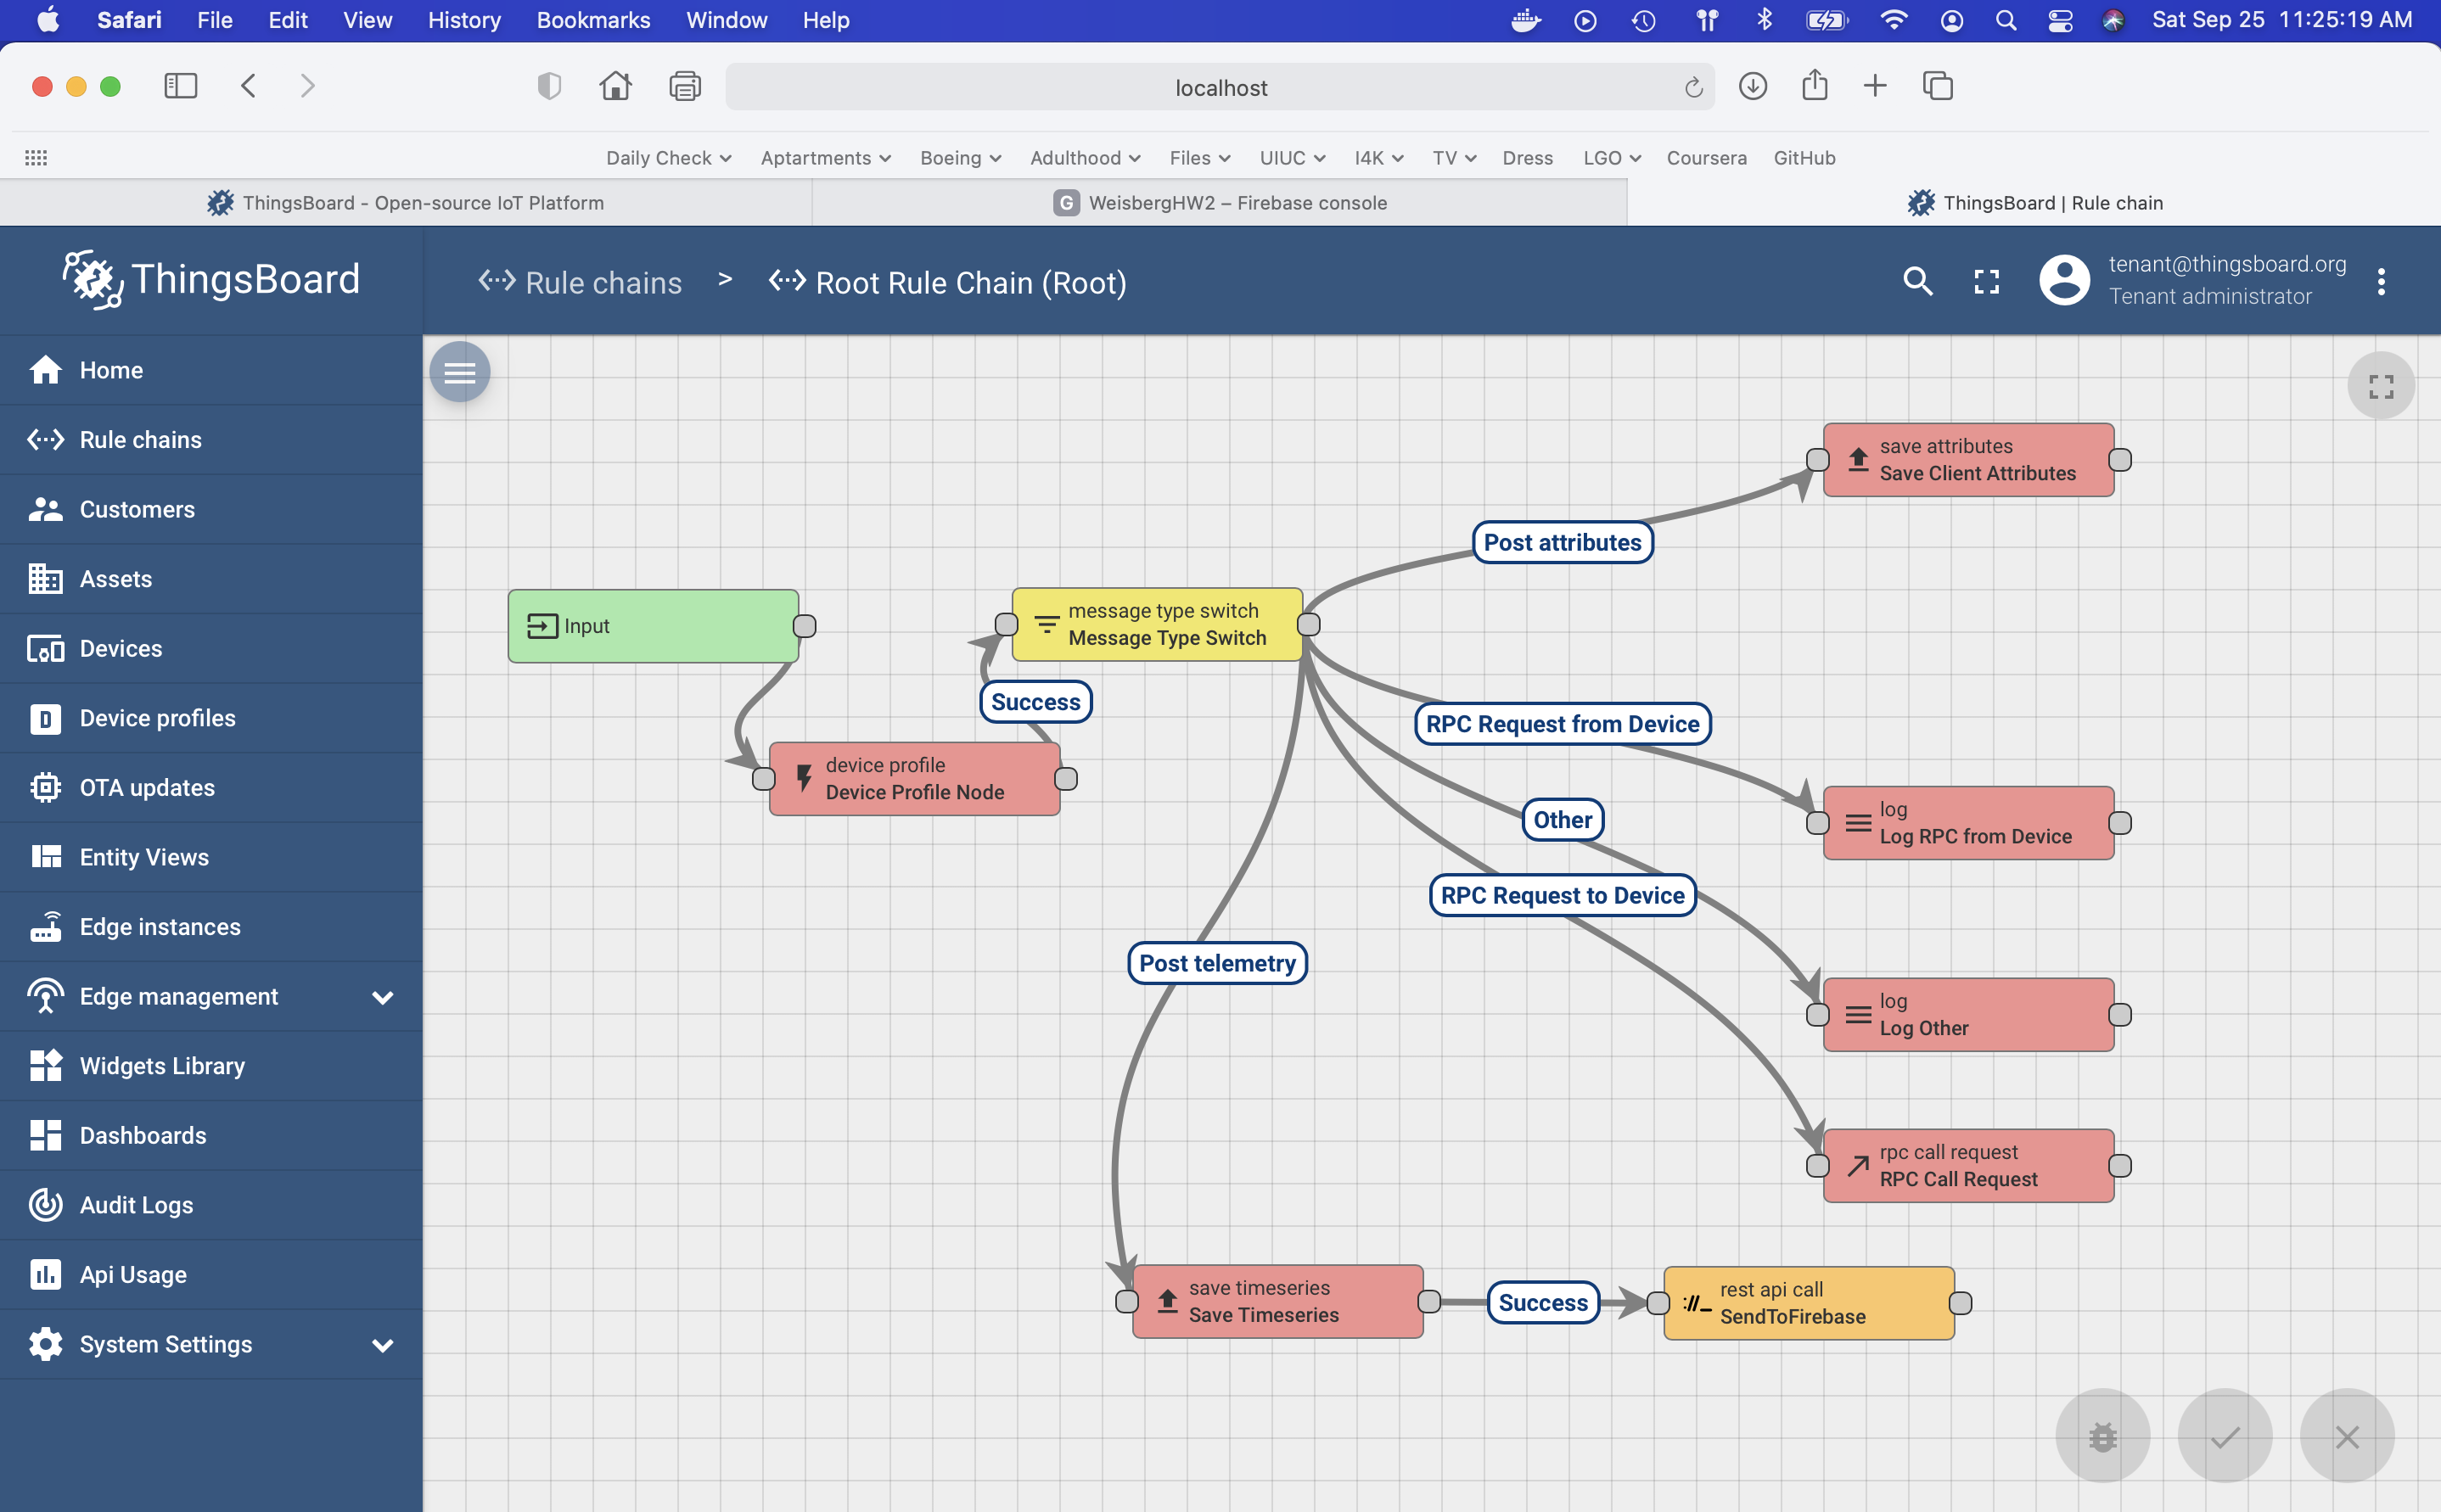 Safari File Edit View History Bookmarks Window Help Sat Sep 25 11:25:19 AM
localhost
Daily Check Aptartments Boeing Adulthood Files UIUC I4K TV Dress LGO Coursera GitHub
ThingsBoard - Open-source IoT Platform
G WeisbergHW2 – Firebase console
ThingsBoard | Rule chain
ThingsBoard
Rule chains > Root Rule Chain (Root)
tenant@thingsboard.org
Tenant administrator
Home
Rule chains
Customers
Assets
Devices
D Device profiles
OTA updates
Entity Views
Edge instances
Edge management
Widgets Library
Dashboards
Audit Logs
Api Usage
System Settings
save attributes
Save Client Attributes
Post attributes
Input
message type switch
Message Type Switch
Success
RPC Request from Device
device profile
Device Profile Node
log
Log RPC from Device
Other
RPC Request to Device
Post telemetry
log
Log Other
rpc call request
RPC Call Request
save timeseries
Save Timeseries
Success
rest api call
SendToFirebase